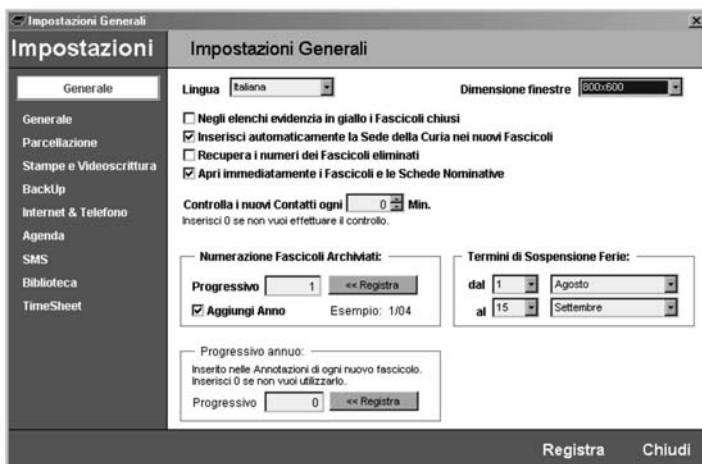 Impostazioni Generali
Impostazioni
Impostazioni Generali
Generale
Generale
Parcellazione
Stampe e Videoscrittura
BackUp
Internet & Telefono
Agenda
SMS
Biblioteca
TimeSheet
Lingua Italiana Dimensione finestre 800x600
Negli elenchi evidenzia in giallo i Fascicoli chiusi
Inserisci automaticamente la Sede della Curia nei nuovi Fascicoli
Recupera i numeri dei Fascicoli eliminati
Apri immediatamente i Fascicoli e le Schede Nominative
Controlla i nuovi Contatti ogni 0 Min.
Inserisci 0 se non vuoi effettuare il controllo.
Numerazione Fascicoli Archiviati:
Progressivo 1 << Registra
Aggiungi Anno Esempio: 1/04
Termini di Sospensione Ferie:
dal 1 Agosto
al 15 Settembre
Progressivo annuo:
Inserito nelle Annotazioni di ogni nuovo fascicolo.
Inserisci 0 se non vuoi utilizzarlo.
Progressivo 0 << Registra
Registra Chiudi